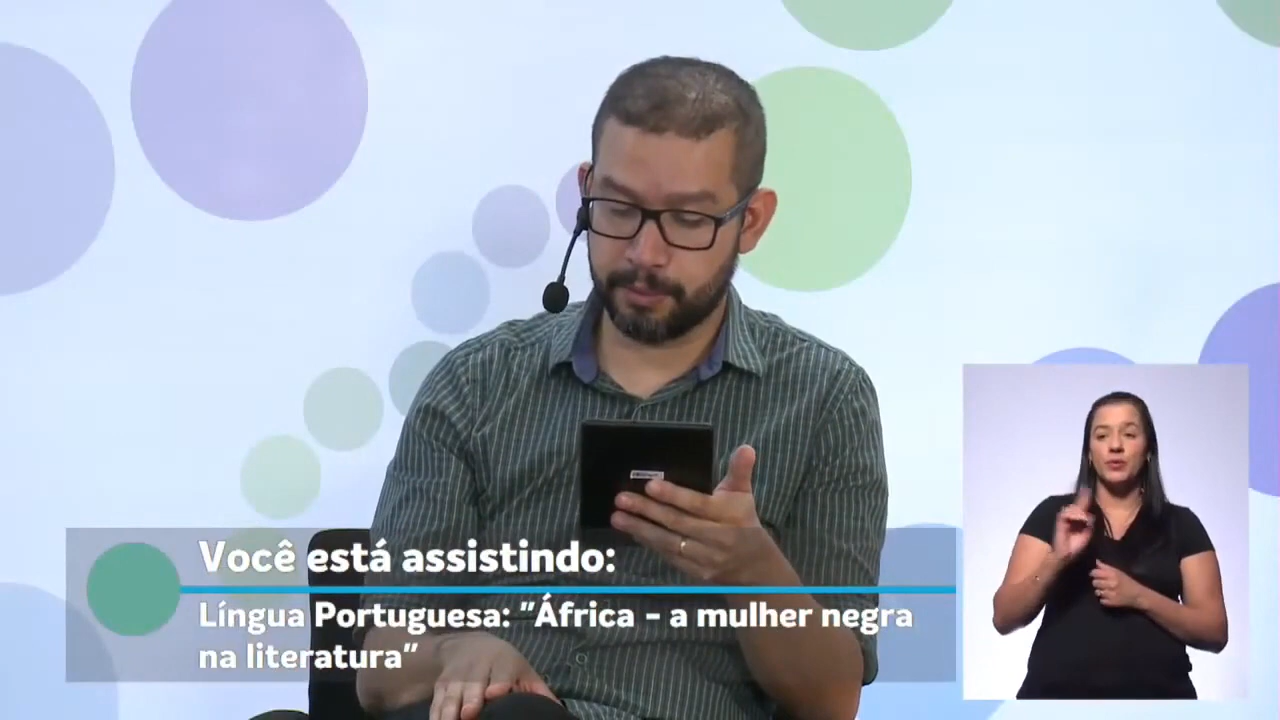 Você está assistindo:
Língua Portuguesa: "África - a mulher negra
na literatura"